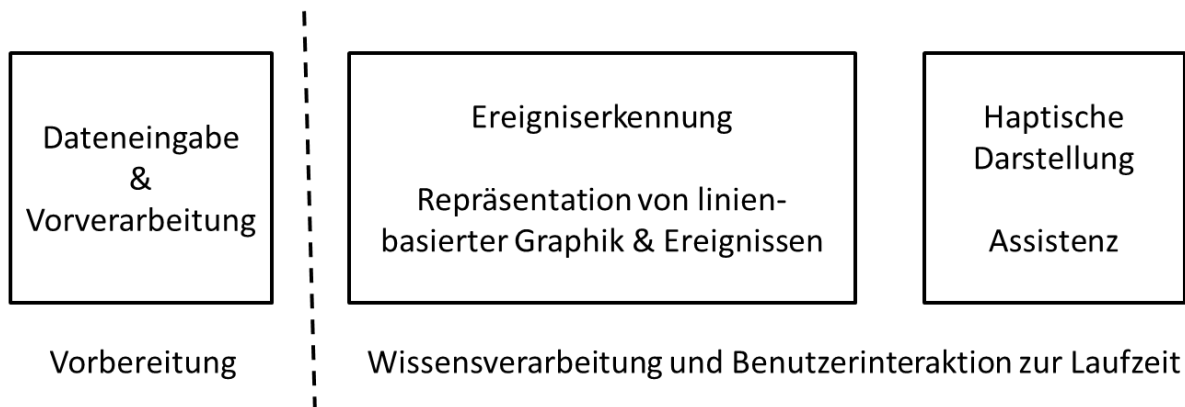 Dateneingabe
&
Vorverarbeitung
Ereigniserkennung
Repräsentation von linien-
basierter Graphik & Ereignissen
Haptische
Darstellung
Assistenz
Vorbereitung
Wissensverarbeitung und Benutzerinteraktion zur Laufzeit